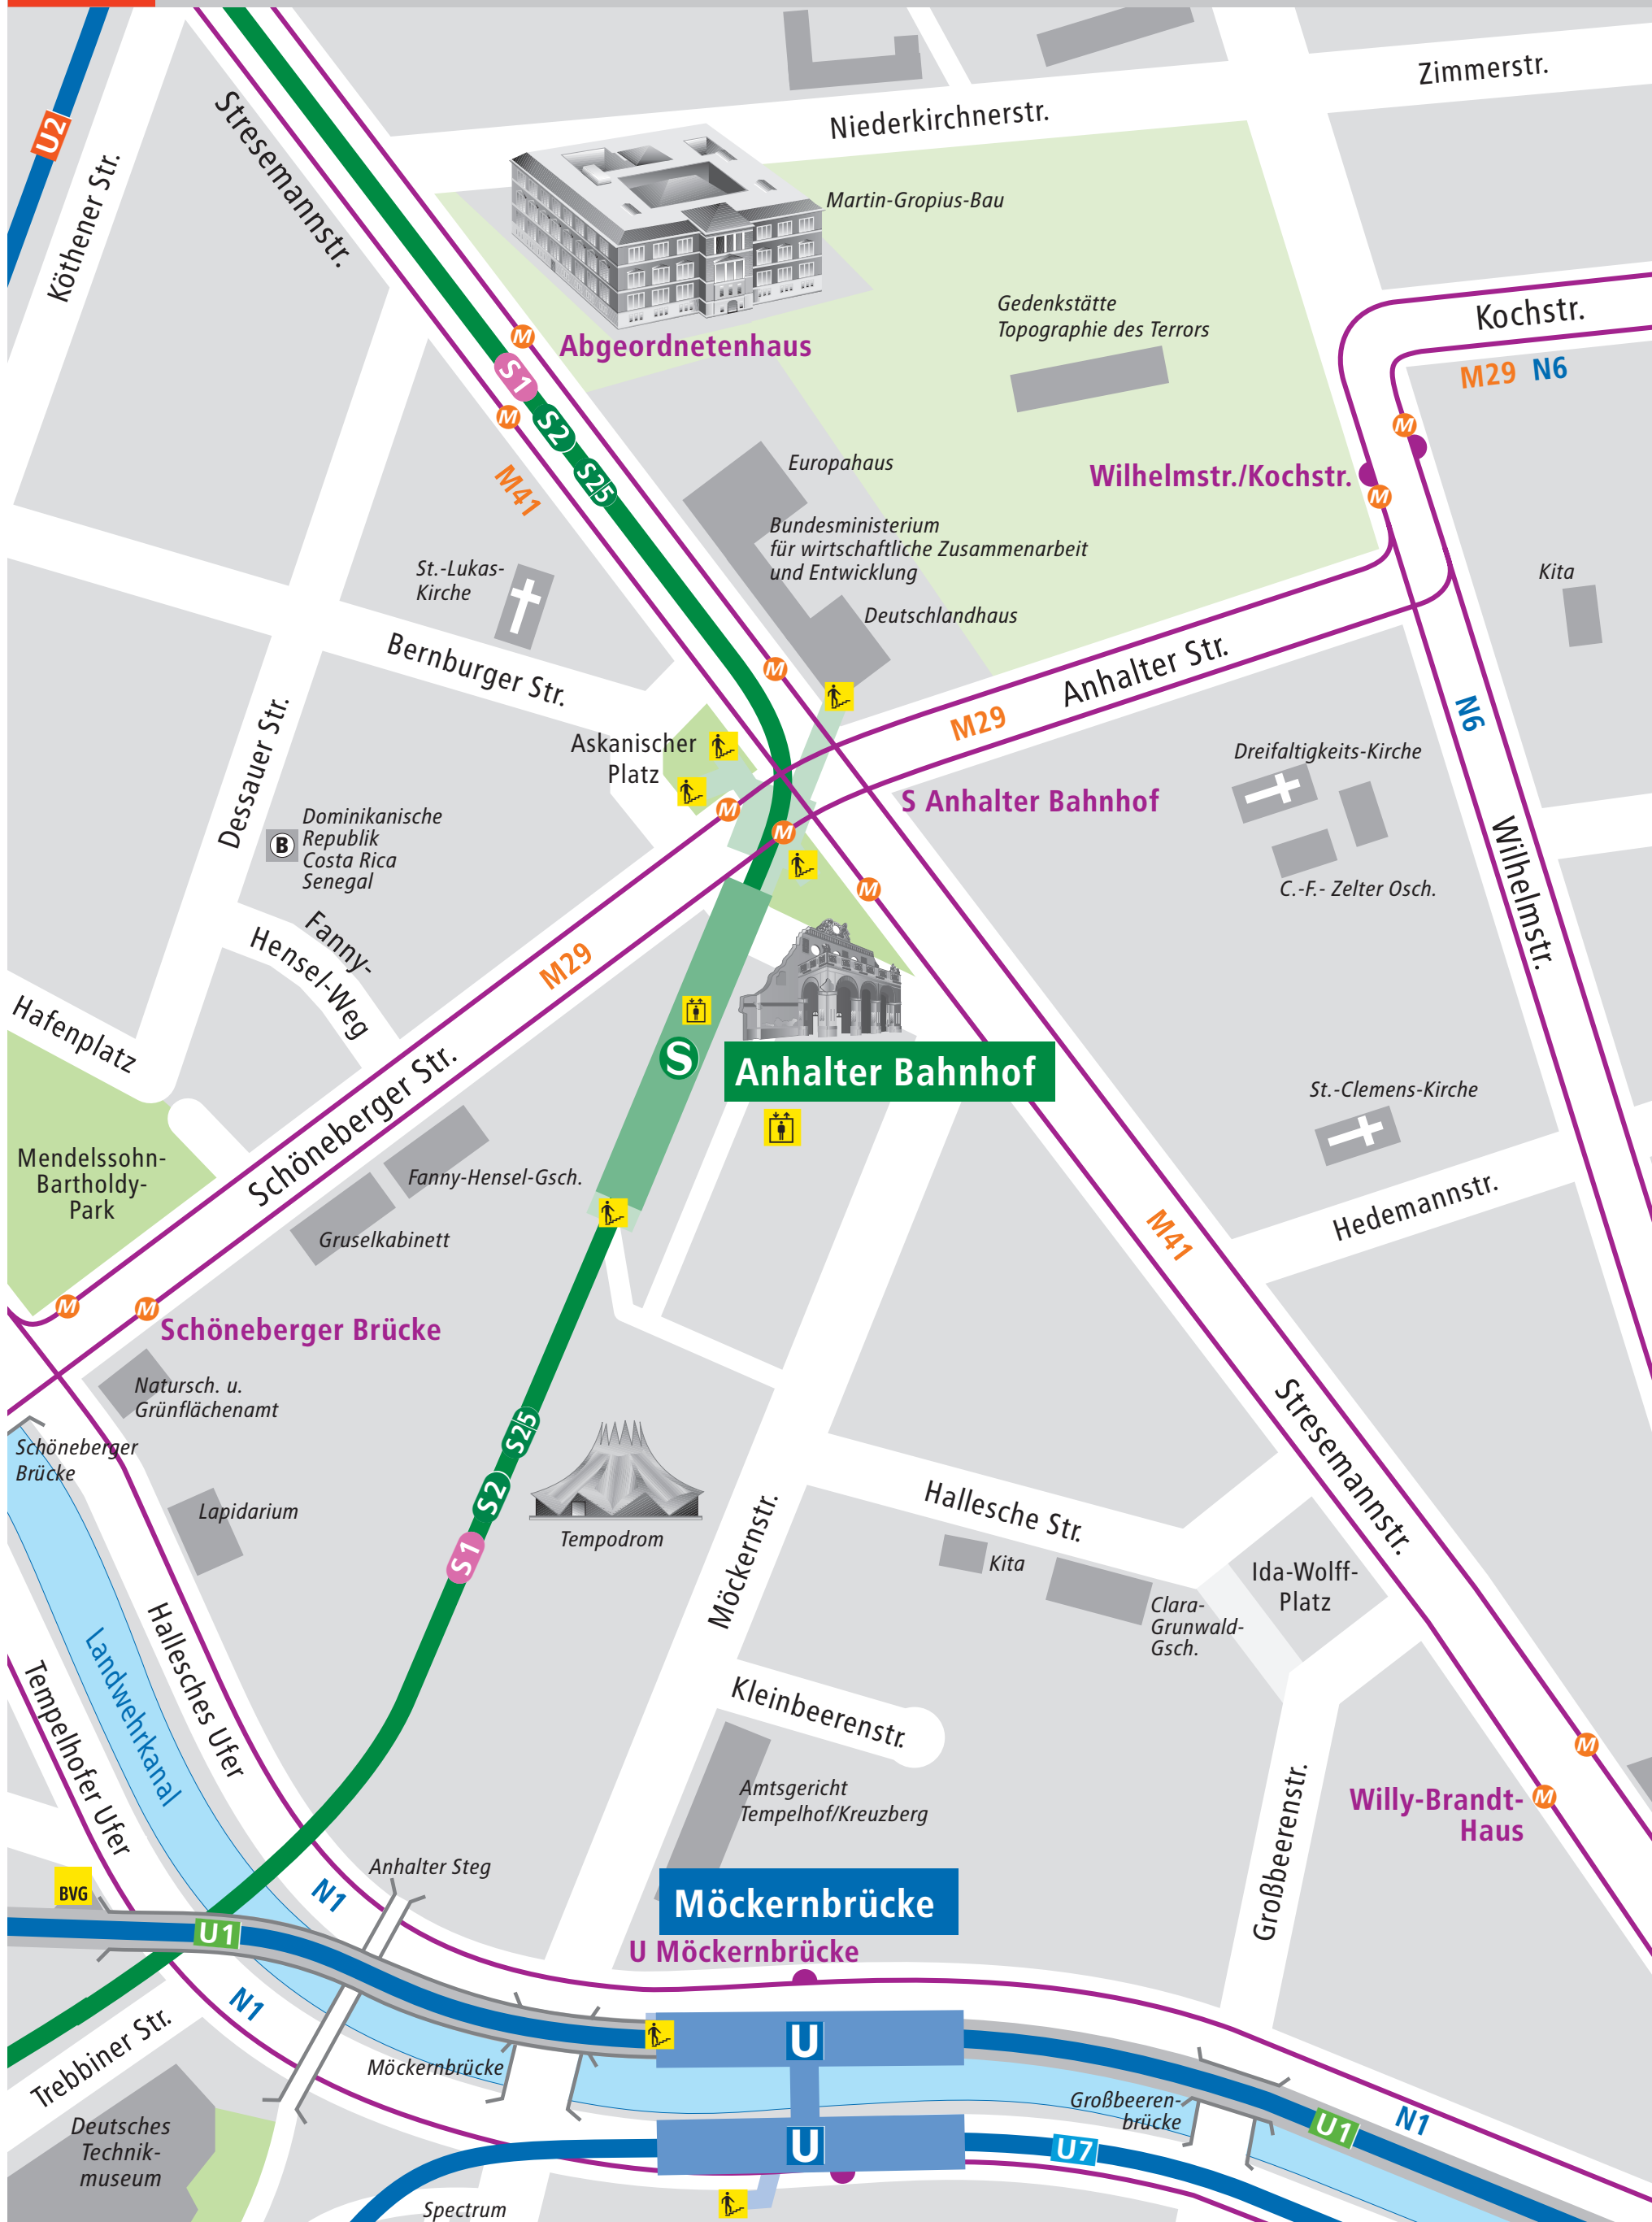 Zimmerstr.
Niederkirchnerstr.
U2
Stresemannstr.
Köthener Str.
Martin-Gropius-Bau
Gedenkstätte
Topographie des Terrors
Kochstr.
M29 N6
M
Abgeordnetenhaus
S1
M
S2
S25
M41
M
Wilhelmstr./Kochstr.
M
Europahaus
Bundesministerium
für wirtschaftliche Zusammenarbeit
und Entwicklung
Deutschlandhaus
St.-Lukas-
Kirche
Kita
Bernburger Str.
M
Anhalter Str.
M29
N6
Dessauer Str.
Askanischer
Platz
Dreifaltigkeits-Kirche
S Anhalter Bahnhof
M
M
B
Dominikanische
Republik
Costa Rica
Senegal
M
C.-F.- Zelter Osch.
Wilhelmstr.
Fanny-
Hensel-Weg
M29
Hafenplatz
S
Anhalter Bahnhof
Schöneberger Str.
St.-Clemens-Kirche
Mendelssohn-
Bartholdy-
Park
Fanny-Hensel-Gsch.
Gruselkabinett
Hedemannstr.
M41
M
M
Schöneberger Brücke
Natursch. u.
Grünflächenamt
Schöneberger
Brücke
S25
S2
S1
Lapidarium
Tempodrom
Stresemannstr.
Möckernstr.
Hallesche Str.
Kita
Clara-
Grunwald-
Gsch.
Ida-Wolff-
Platz
Landwehrkanal
Hallesches Ufer
Tempelhofer Ufer
Kleinbeerenstr.
Amtsgericht
Tempelhof/Kreuzberg
M
M
Willy-Brandt-
Haus
Großbeerenstr.
Anhalter Steg
BVG
N1
U1
Möckernbrücke
U Möckernbrücke
N1
Trebbiner Str.
U
Möckernbrücke
Großbeeren-
brücke
U1
N1
Deutsches
Technik-
museum
U
U7
Spectrum